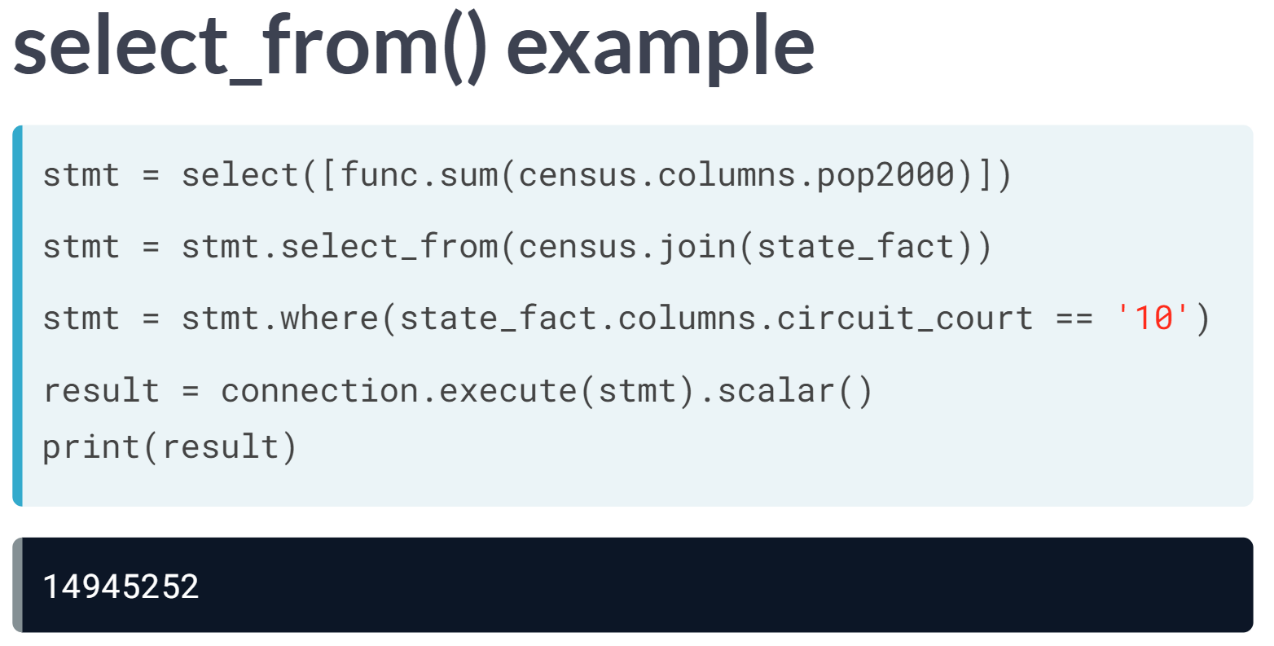 select_from() example
stmt = select([func.sum(census.columns.pop2000)])
stmt = stmt.select_from(census.join(state_fact))
stmt = stmt.where(state_fact.columns.circuit_court == '10')
result = connection.execute(stmt).scalar()
print(result)
14945252